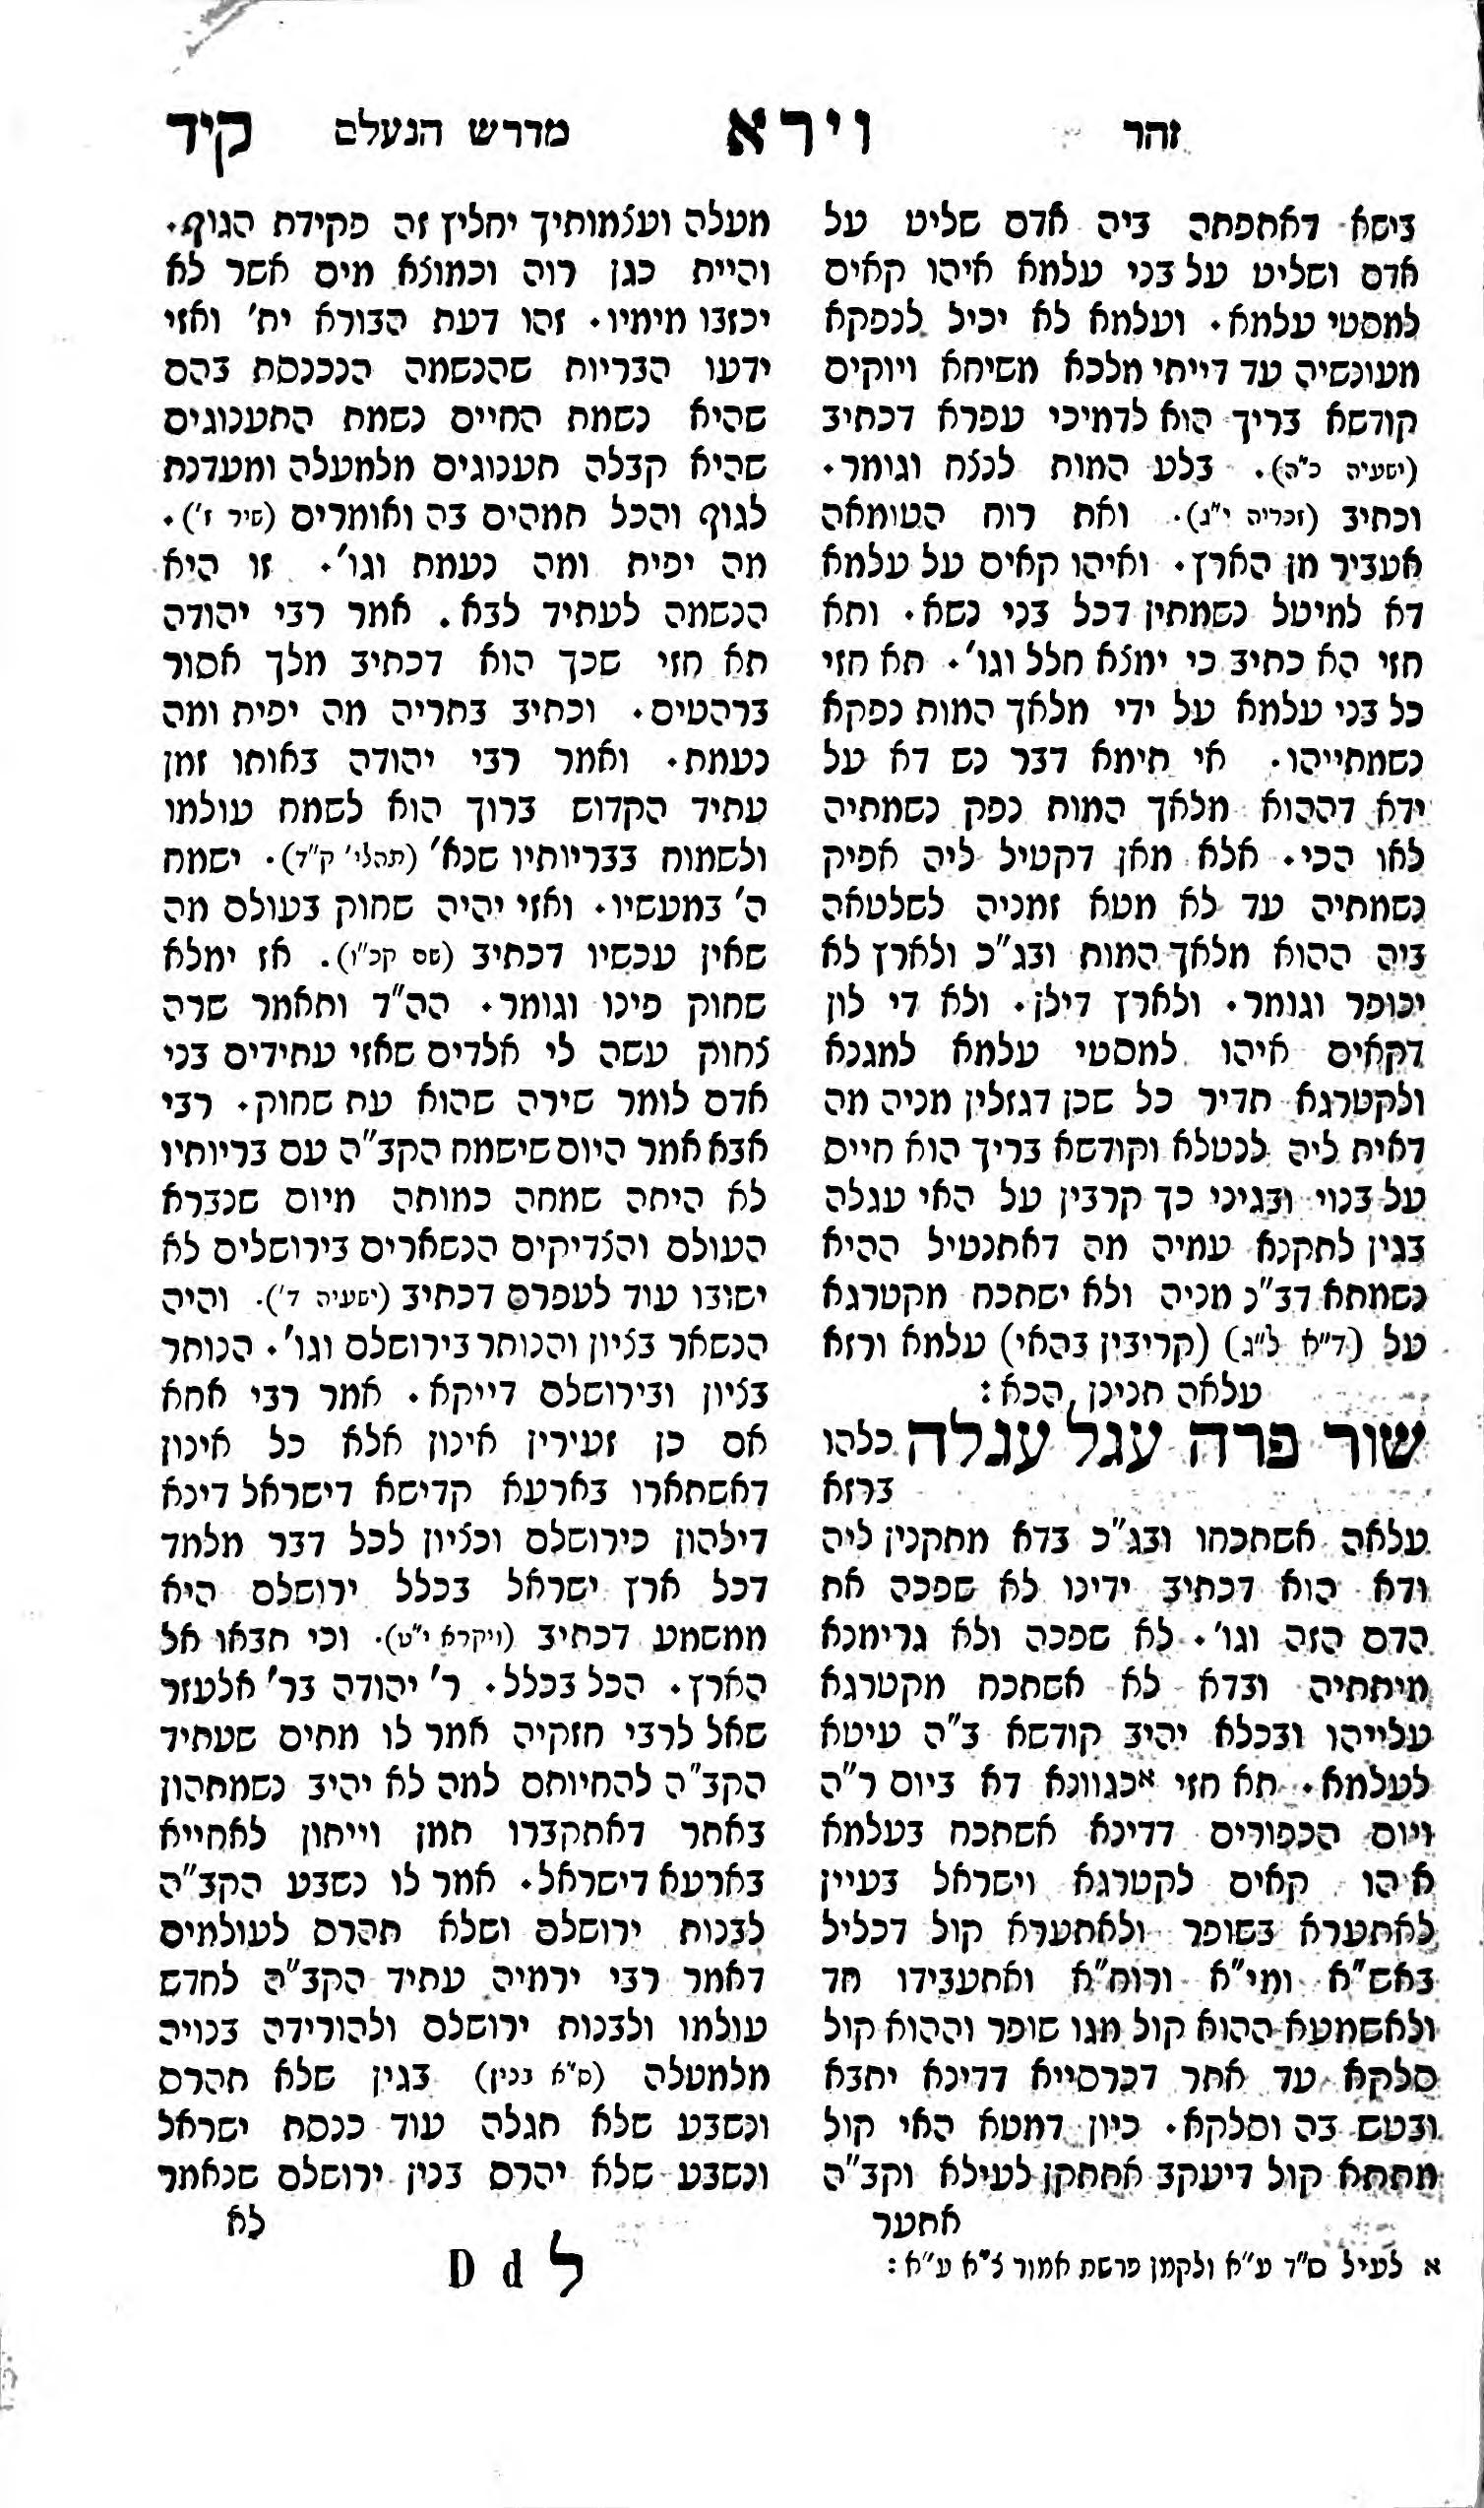 זהר
וירא
מדרש הנעלם
קיד
בישא דאתפתה ביה אדם שליט על
אדם ושליט על בני עלמא איהו קאים
למסטי עלמא. ועלמא לא יכיל לנפקא
מעונשיה עד דייתי מלכא משיחא ויוקים
קודשא בריך הוא לדמיכי עפרא דכתיב
(ישעיה כ"ה). בלע המות לנצח וגומר.
וכתיב (זכריה י"ג). ואת רוח הטומאה
אעביר מן הארץ. ואיהו קאים על עלמא
דא למיטל נשמתין דכל בני נשא. ותא
חזי הא כתיב כי ימצא חלל וגו'. תא חזי
כל בני עלמא על ידי מלאך המות נפקא
נשמתייהו. אי תימא דבר נש דא על
ידא דההוא מלאך המות נפק נשמתיה
לאו הכי. אלא מאן דקטיל ליה אפיק
נשמתיה עד לא מטא זמניה לשלטאה
ביה ההוא מלאך המות ובג"כ ולארץ לא
יכופר וגומר. ולארץ דילן. ולא די לון
דקאים איהו למסטי עלמא למגנא
ולקטרגא תדיר כל שכן דגזלין מניה מה
דאית ליה לנטלא וקודשא בריך הוא חייס
על בנוי ובגיני כך קרבין על האי עגלה
בגין לתקנא עמיה מה דאתנטיל ההיא
נשמתא דב"נ מניה ולא ישתכח מקטרגא
על (ד"א ל"ג) (קריבין בהאי) עלמא ורזא
עלאה תנינן הכא:
שור פרה עגל עגלה כלהו
ברזא
עלאה אשתכחו ובג"כ בדא מתקנין ליה
ודא הוא דכתיב ידינו לא שפכה את
הדם הזה וגו'. לא שפכה ולא גרימנא
מיתתיה ובדא לא אשתכח מקטרגא
עלייהו ובכלא יהיב קודשא ב"ה עיטא
לעלמא. תא חזי אכגוונא דא ביום ר"ה
ויום הכפורים דדינא אשתכח בעלמא
איהו קאים לקטרגא וישראל בעיין
לאתערא בשופר ולאתערא קול דכליל
באש"א ומי"א ורוח"א ואתעבידו חד
ולאשמעא ההוא קול מגו שופר וההוא קול
סלקא עד אתר דכרסייא דדינא יתבא
ובטש בה וסלקא. כיון דמטא האי קול
מתתא קול דיעקב אתתקן לעילא וקב"ה
אתער
א לעיל ס"ד ע"א ולקמן פרשת אמור צ"א ע"א:
מעלה ועצמותיך יחליץ זה פקידת הגוף.
והיית כגן רוה וכמוצא מים אשר לא
יכזבו מימיו. זהו דעת הבורא ית' ואזי
ידעו הבריות שהנשמה הנכנסת בהם
שהיא נשמת החיים נשמת התענוגים
שהיא קבלה תענוגים מלמעלה ומעדנת
לגוף והכל תמהים בה ואומרים (שיר ז').
מה יפית ומה נעמת וגו'. זו היא
הנשמה לעתיד לבא. אמר רבי יהודה
תא חזי שכך הוא דכתיב מלך אסור
ברהטים. וכתיב בתריה מה יפית ומה
נעמת. ואמר רבי יהודה באותו זמן
עתיד הקדוש ברוך הוא לשמח עולמו
ולשמוח בבריותיו שנא' (תהלי' ק"ד). ישמח
ה' במעשיו. ואזי יהיה שחוק בעולם מה
שאין עכשיו דכתיב (שם קכ"ו). אז ימלא
שחוק פינו וגומר. הה"ד ותאמר שרה
צחוק עשה לי אלדים שאזי עתידים בני
אדם לומר שירה שהוא עת שחוק. רבי
אבא אמר היום שישמח הקב"ה עם בריותיו
לא היתה שמחה כמותה מיום שנברא
העולם והצדיקים הנשארים בירושלים לא
ישובו עוד לעפרם דכתיב (ישעיה ד'). והיה
הנשאר בציון והנותר בירושלם וגו'. הנותר
בציון ובירושלם דייקא. אמר רבי אחא
אם כן זעירין אינון אלא כל אינון
דאשתארו בארעא קדישא דישראל דינא
דילהון כירושלם וכציון לכל דבר מלמד
דכל ארץ ישראל בכלל ירושלם היא
ממשמע דכתיב (ויקרא י"ט). וכי תבאו אל
הארץ. הכל בכלל. ר' יהודה בר' אלעזר
שאל לרבי חזקיה אמר לו מתים שעתיד
הקב"ה להחיותם למה לא יהיב נשמתהון
באתר דאתקברו תמן וייתון לאחייא
בארעא דישראל. אמר לו נשבע הקב"ה
לבנות ירושלם ושלא תהרס לעולמים
דאמר רבי ירמיה עתיד הקב"ה לחדש
עולמו ולבנות ירושלם ולהורידה בנויה
מלמעלה (ס"א בנין) בגין שלא תהרס
ונשבע שלא תגלה עוד כנסת ישראל
ונשבע שלא יהרס בנין ירושלם שנאמר
לא
ל D d